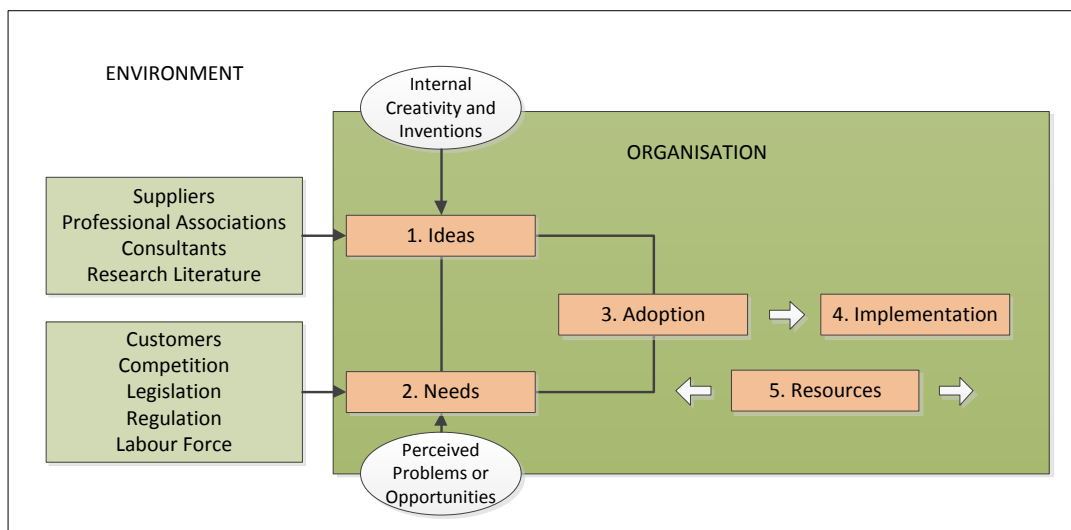 ENVIRONMENT
Internal
Creativity and
Inventions
ORGANISATION
Suppliers
Professional Associations
Consultants
Research Literature
1. Ideas
3. Adoption
4. Implementation
Customers
Competition
Legislation
Regulation
Labour Force
2. Needs
5. Resources
Perceived
Problems or
Opportunities